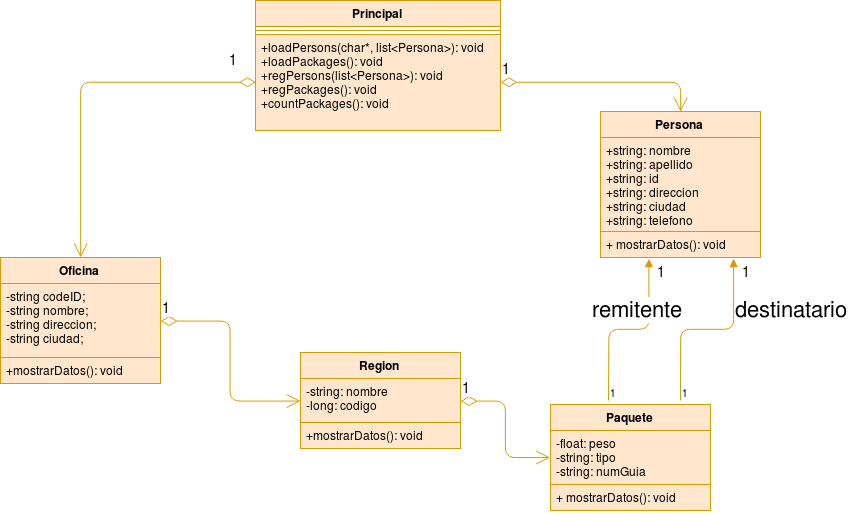 Principal
+loadPersons(char*, list<Persona>): void
+loadPackages(): void
+regPersons(list<Persona>): void
+regPackages(): void
+countPackages(): void
1
1
Persona
+string: nombre
+string: apellido
+string: id
+string: direccion
+string: ciudad
+string: telefono
+ mostrarDatos(): void
Oficina
-string codeID;
-string nombre;
-string direccion;
-string ciudad;
+mostrarDatos(): void
1
1
1
remitente
destinatario
Region
-string: nombre
-long: codigo
+mostrarDatos(): void
1
1
1
Paquete
-float: peso
-string: tipo
-string: numGuia
+ mostrarDatos(): void